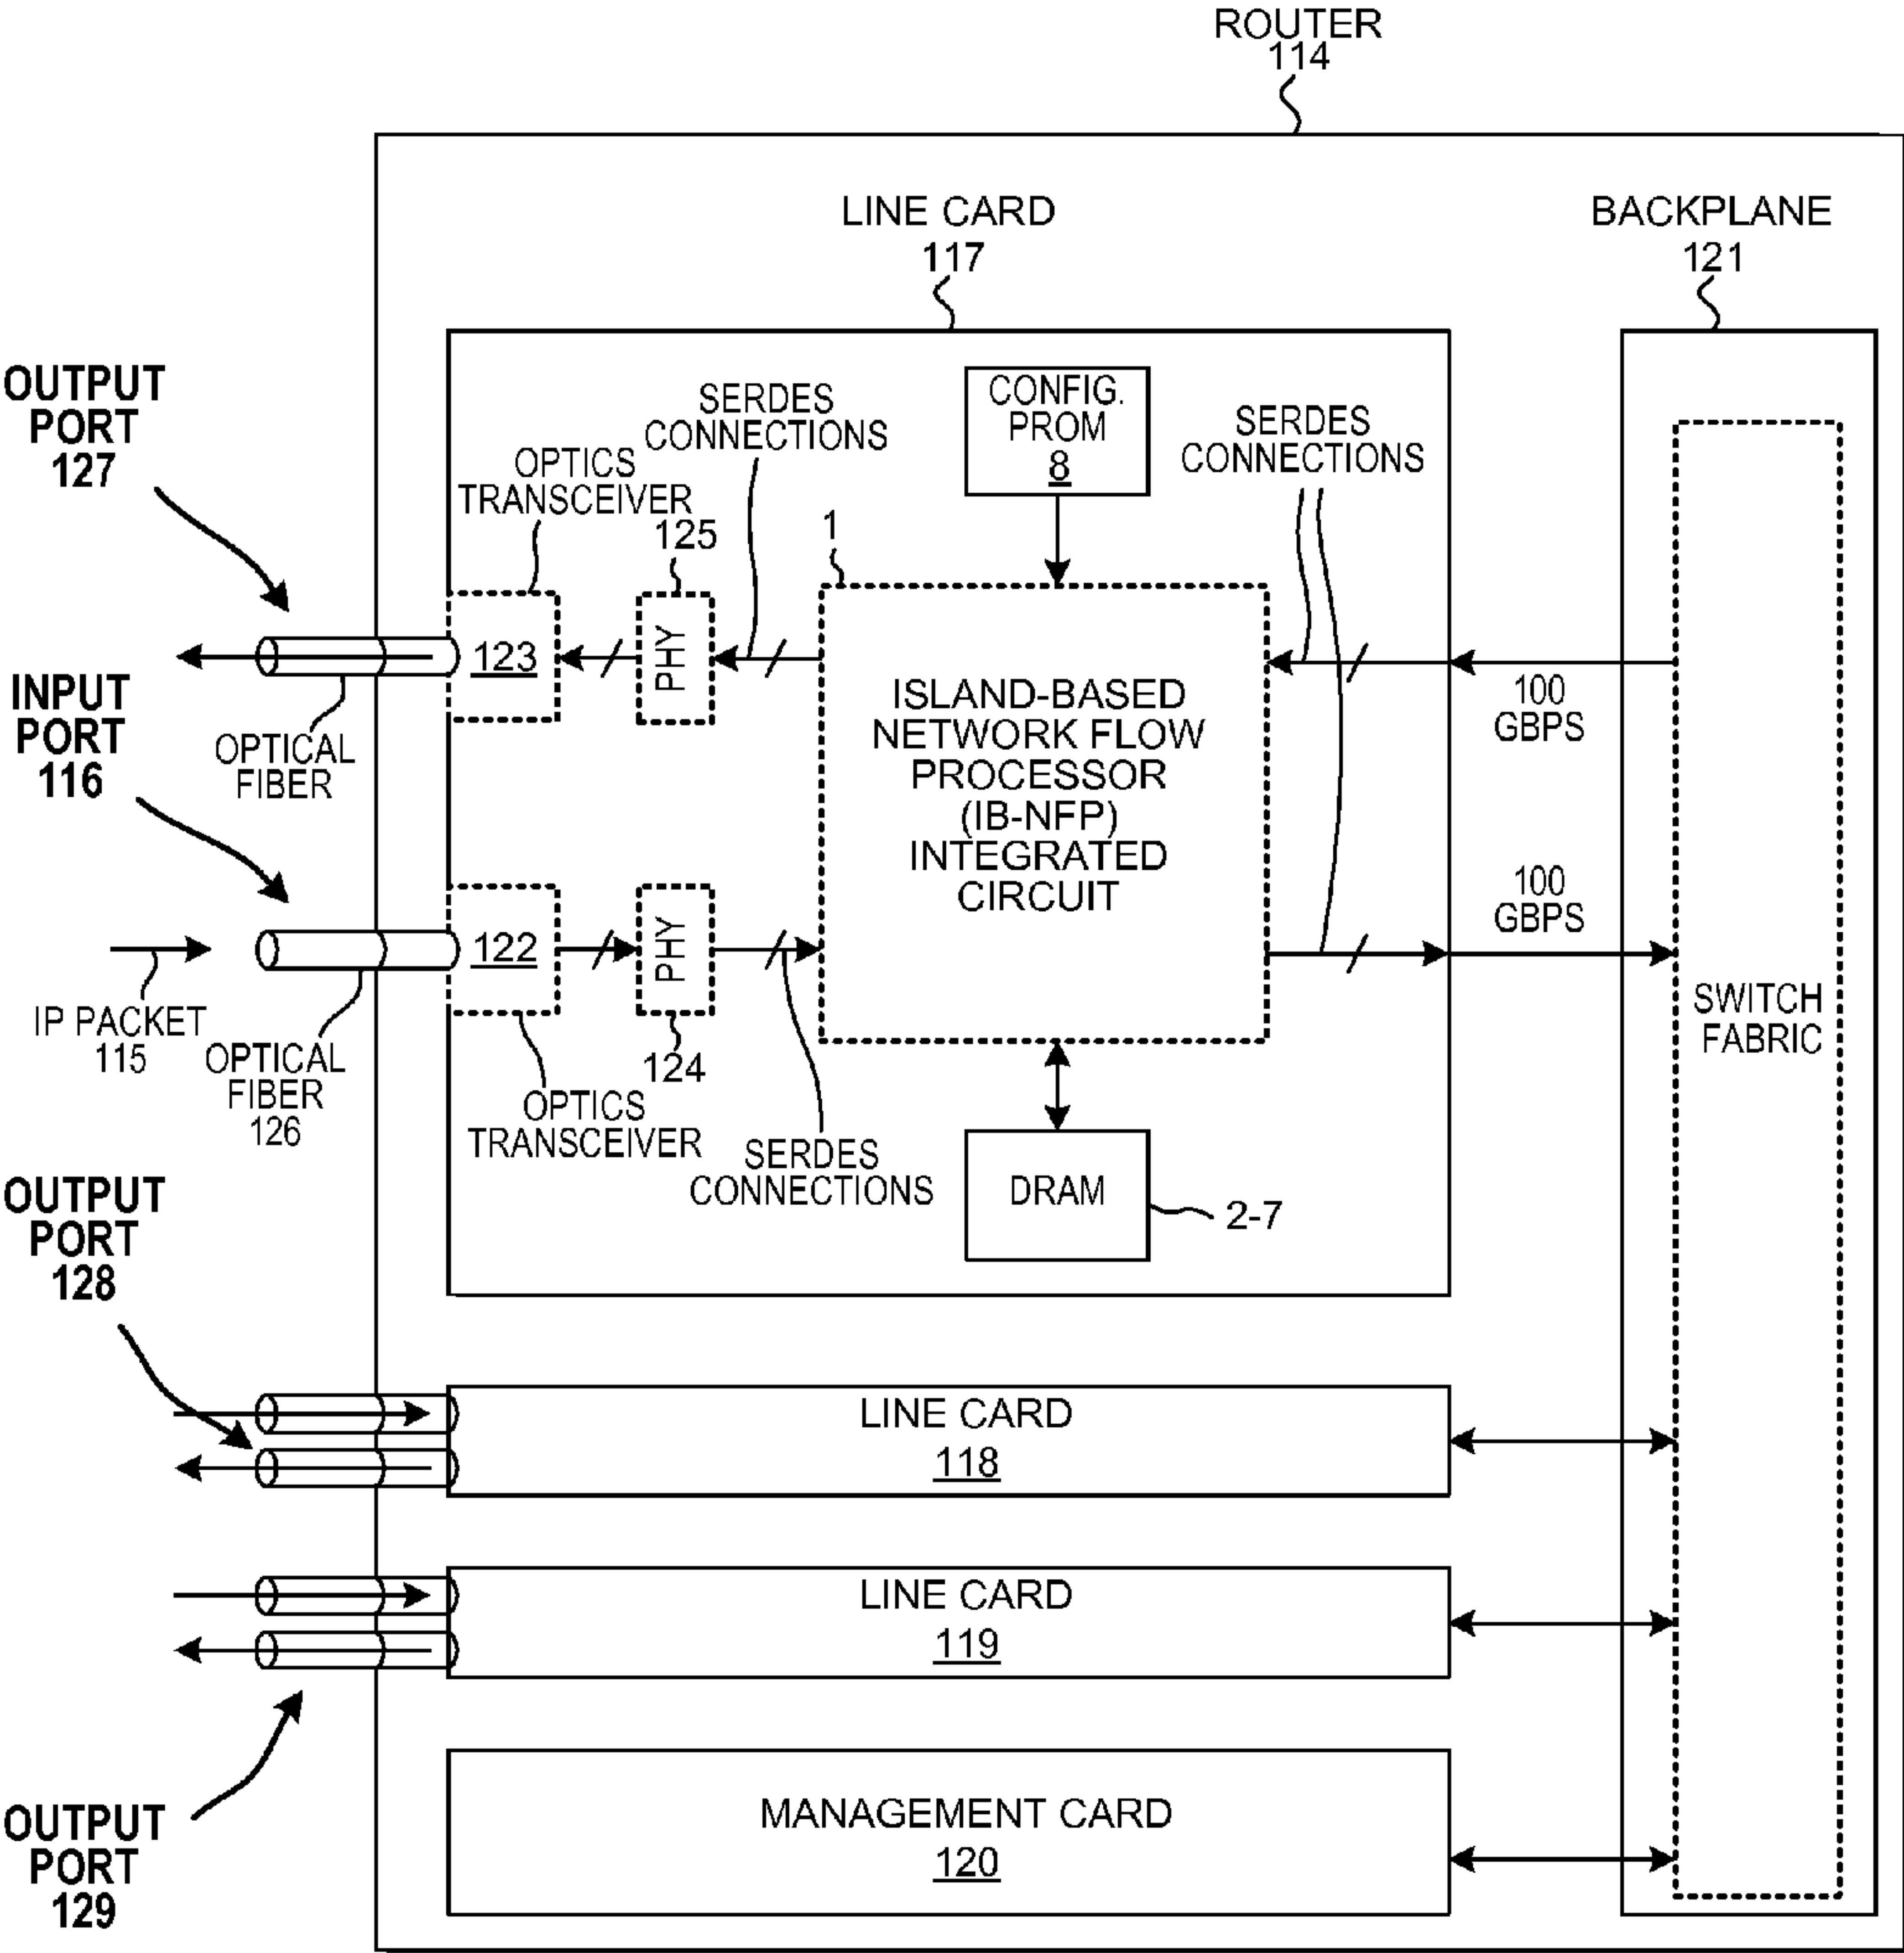 ROUTER
114
LINE CARD
117
BACKPLANE
121
OUTPUT
PORT
127
SERDES
CONNECTIONS
CONFIG.
PROM
8
SERDES
CONNECTIONS
OPTICS
TRANSCEIVER
125
1
123
PHY
ISLAND-BASED
NETWORK FLOW
PROCESSOR
(IB-NFP)
INTEGRATED
CIRCUIT
100
GBPS
INPUT
PORT
116
OPTICAL
FIBER
100
GBPS
122
PHY
SWITCH
FABRIC
IP PACKET
115
OPTICAL
FIBER
126
124
OPTICS
TRANSCEIVER
SERDES
CONNECTIONS
DRAM
2-7
OUTPUT
PORT
128
LINE CARD
118
LINE CARD
119
OUTPUT
PORT
129
MANAGEMENT CARD
120